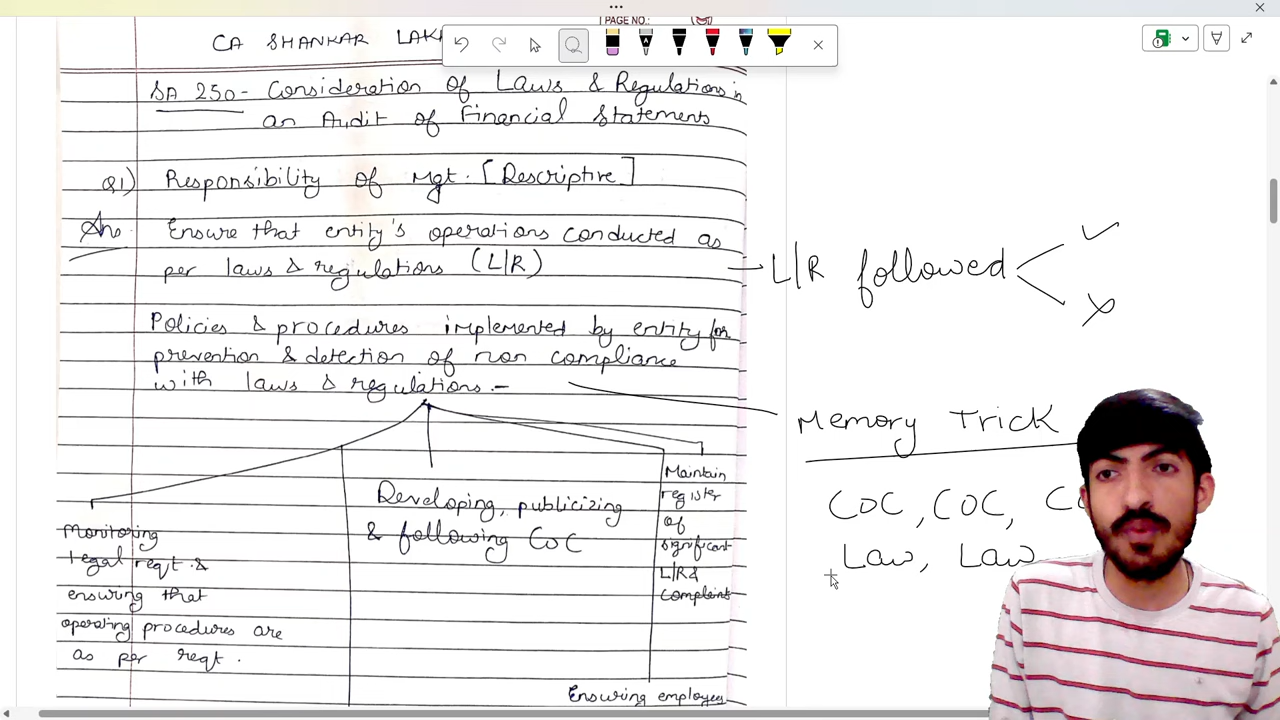 PAGE NO.:
CA SHANKAR
SA 250- Consideration of Laws & Regulations in
an Audit of Financial Statements
Q1) Responsibility of Mgt. [Descriptive]
Ans. Ensure that entity's operations conducted as
per laws & regulations (L/R)
L/R followed
Policies & procedures implemented by entity for
prevention & detection of non compliance
with laws & regulations.-
Memory Trick
COC, COC,
Law, Law
Monitoring
legal reqt. &
ensuring that
operating procedures are
as per reqt.
Developing, publicizing
& following CoC
Maintain
register
of
significant
L/R &
complaint
Ensuring employees